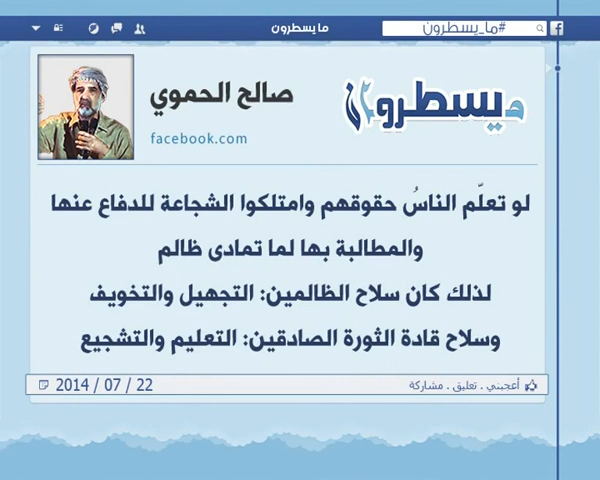 ما يسطرون
#ما_يسطرون
صالح الحموي
facebook.com
ما يسطرون
لو تعلّم الناسُ حقوقهم وامتلكوا الشجاعة للدفاع عنها
والمطالبة بها لما تمادى ظالم
لذلك كان سلاح الظالمين: التجهيل والتخويف
وسلاح قادة الثورة الصادقين: التعليم والتشجيع
أعجبني . تعليق . مشاركة
2014 / 07 / 22